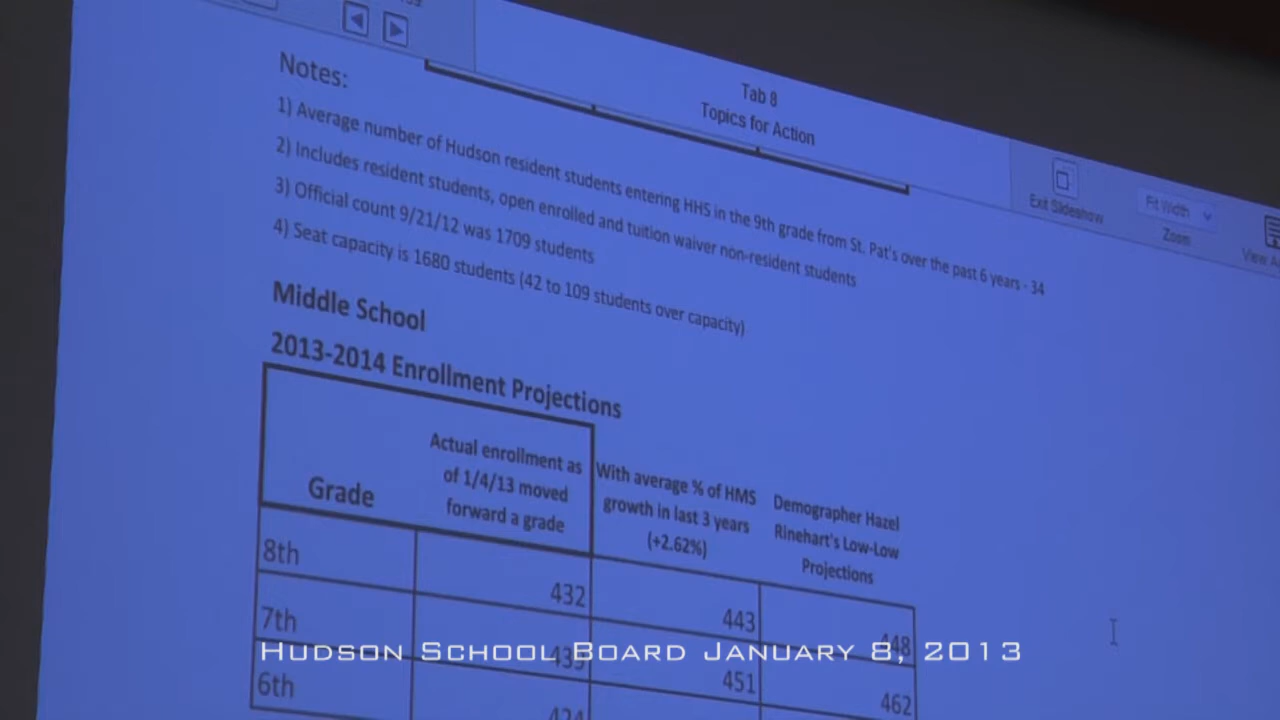 Tab 8
Topics for Action
Exit Slideshow
Fit Width
Zoom
Notes:
1) Average number of Hudson resident students entering HHS in the 9th grade from St. Pat's over the past 6 years - 34
2) Includes resident students, open enrolled and tuition waiver non-resident students
3) Official count 9/21/12 was 1709 students
4) Seat capacity is 1680 students (42 to 109 students over capacity)
Middle School
2013-2014 Enrollment Projections
Grade
Actual enrollment as
of 1/4/13 moved
forward a grade
With average % of HMS
growth in last 3 years
(+2.62%)
Demographer Hazel
Rinehart's Low-Low
Projections
8th 432 443 448
7th 451 462
6th
Hudson School Board January 8, 2013